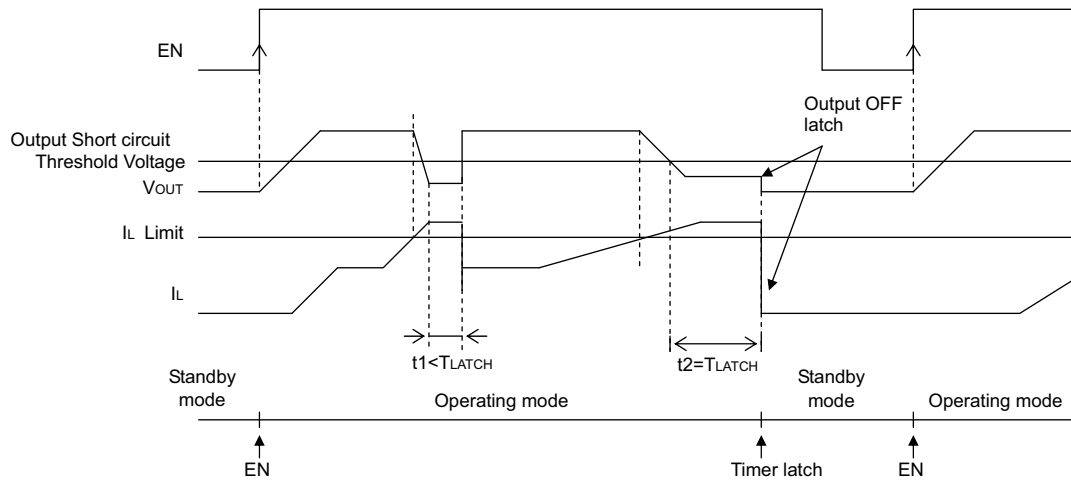 EN
Output OFF
latch
Output Short circuit
Threshold Voltage
VOUT
IL Limit
IL
t1<TLATCH
t2=TLATCH
Standby
mode
Operating mode
Standby
mode
Operating mode
EN
Timer latch
EN